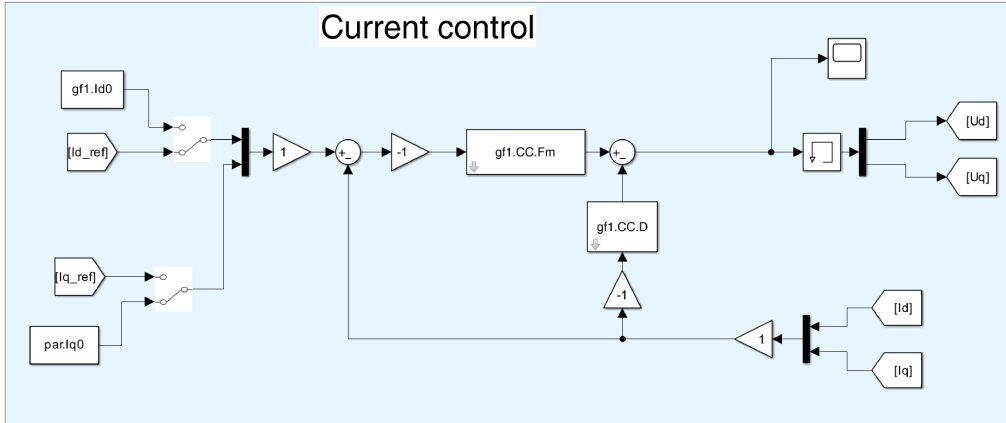 Current control
gf1.Id0
[Id_ref]
1
+
-1
gf1.CC.Fm
+
[Ud]
[Uq]
gf1.CC.D
[Iq_ref]
-1
par.Iq0
1
[Id]
[Iq]